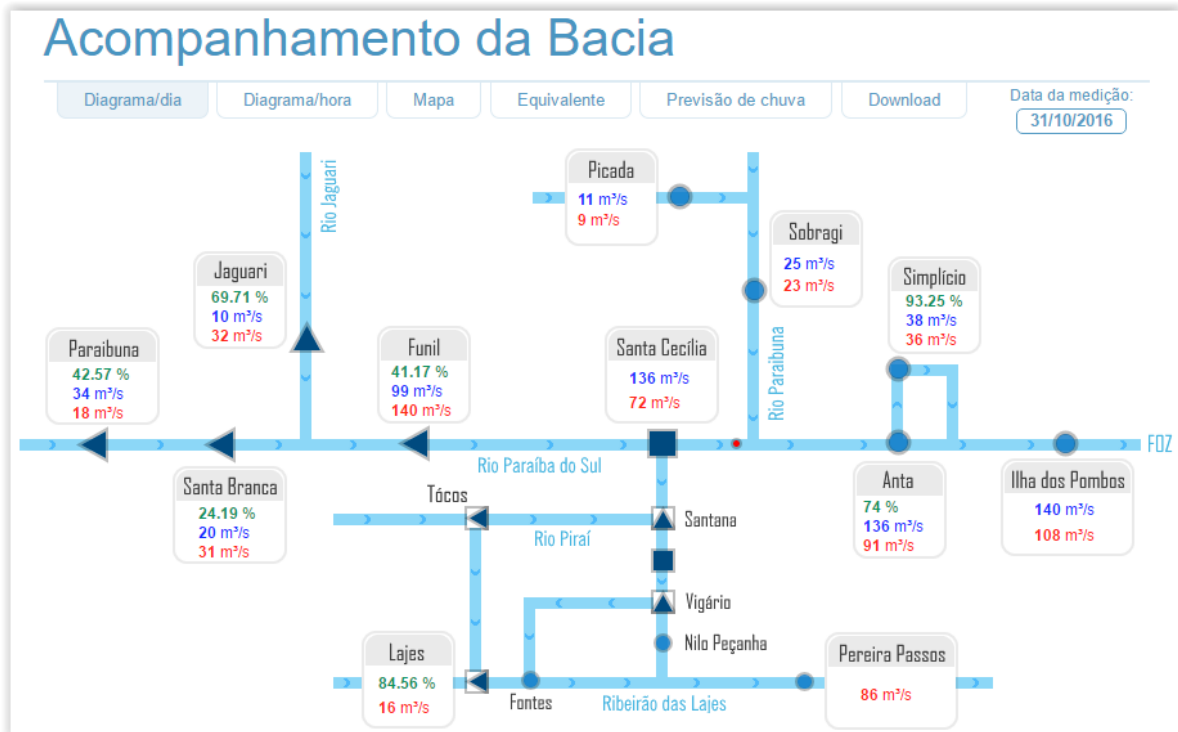 Acompanhamento da Bacia
Diagrama/dia
Diagrama/hora
Mapa
Equivalente
Previsão de chuva
Download
Data da medição:
31/10/2016
Rio Jaguari
Picada
11 m³/s
9 m³/s
Sobragi
25 m³/s
23 m³/s
Jaguari
69.71 %
10 m³/s
32 m³/s
Simplício
93.25 %
38 m³/s
36 m³/s
Paraibuna
42.57 %
34 m³/s
18 m³/s
Funil
41.17 %
99 m³/s
140 m³/s
Santa Cecília
136 m³/s
72 m³/s
Rio Paraibuna
Rio Paraíba do Sul
FOZ
Santa Branca
24.19 %
20 m³/s
31 m³/s
Tócos
Rio Piraí
Santana
Anta
74 %
136 m³/s
91 m³/s
Ilha dos Pombos
140 m³/s
108 m³/s
Vigário
Nilo Peçanha
Lajes
84.56 %
16 m³/s
Fontes
Ribeirão das Lajes
Pereira Passos
86 m³/s